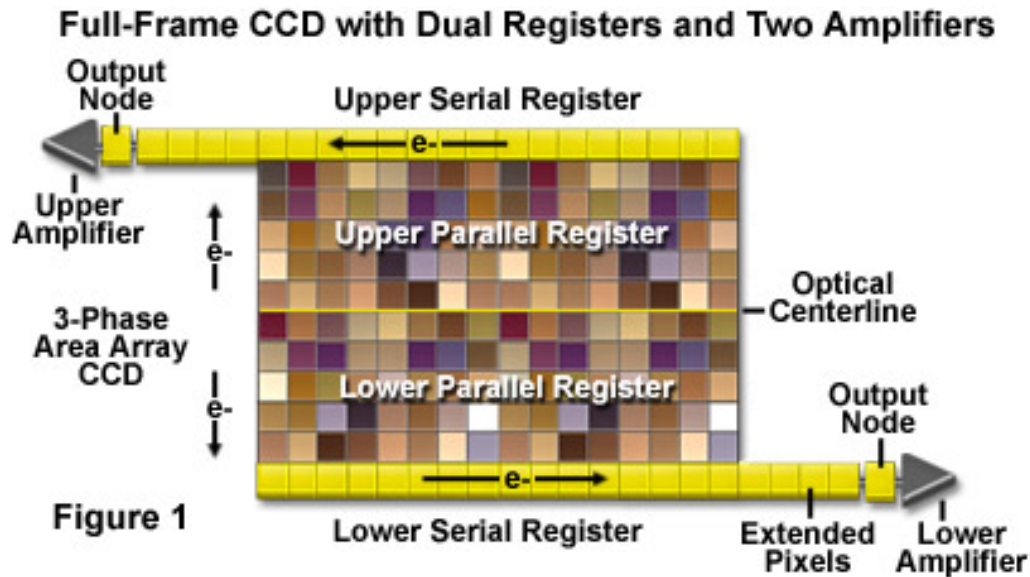 Full-Frame CCD with Dual Registers and Two Amplifiers
Output
Node
Upper Serial Register
e-
Upper
Amplifier
e-
Upper Parallel Register
Optical
Centerline
3-Phase
Area Array
CCD
Lower Parallel Register
e-
Output
Node
e-
Figure 1
Lower Serial Register
Extended
Pixels
Lower
Amplifier